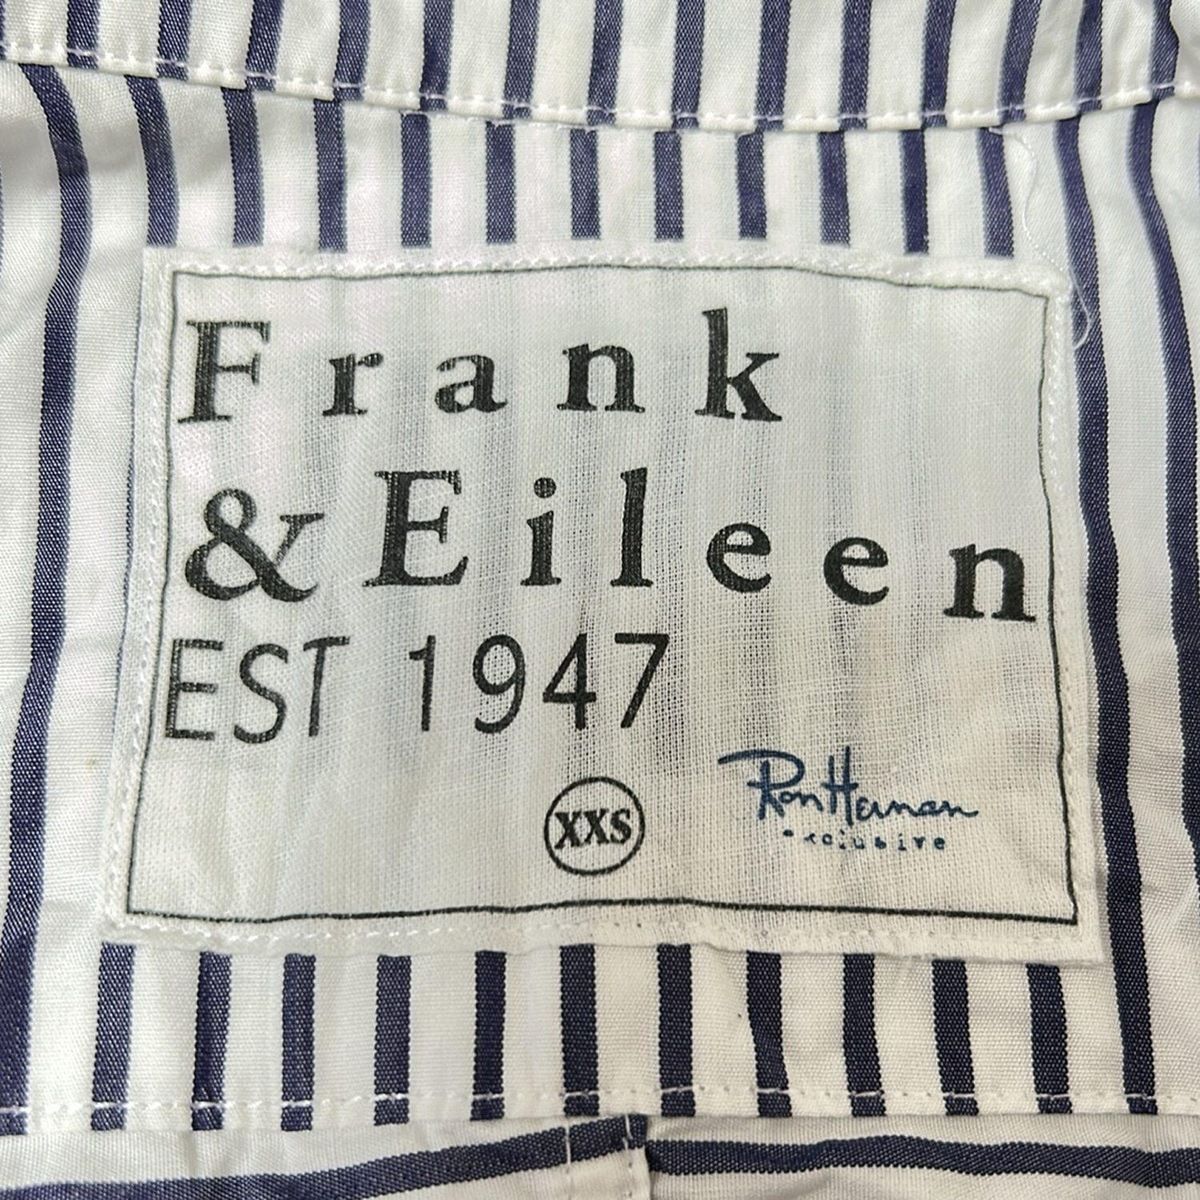 Frank
& Eileen
EST 1947
XXS
Ron Herman
exclusive